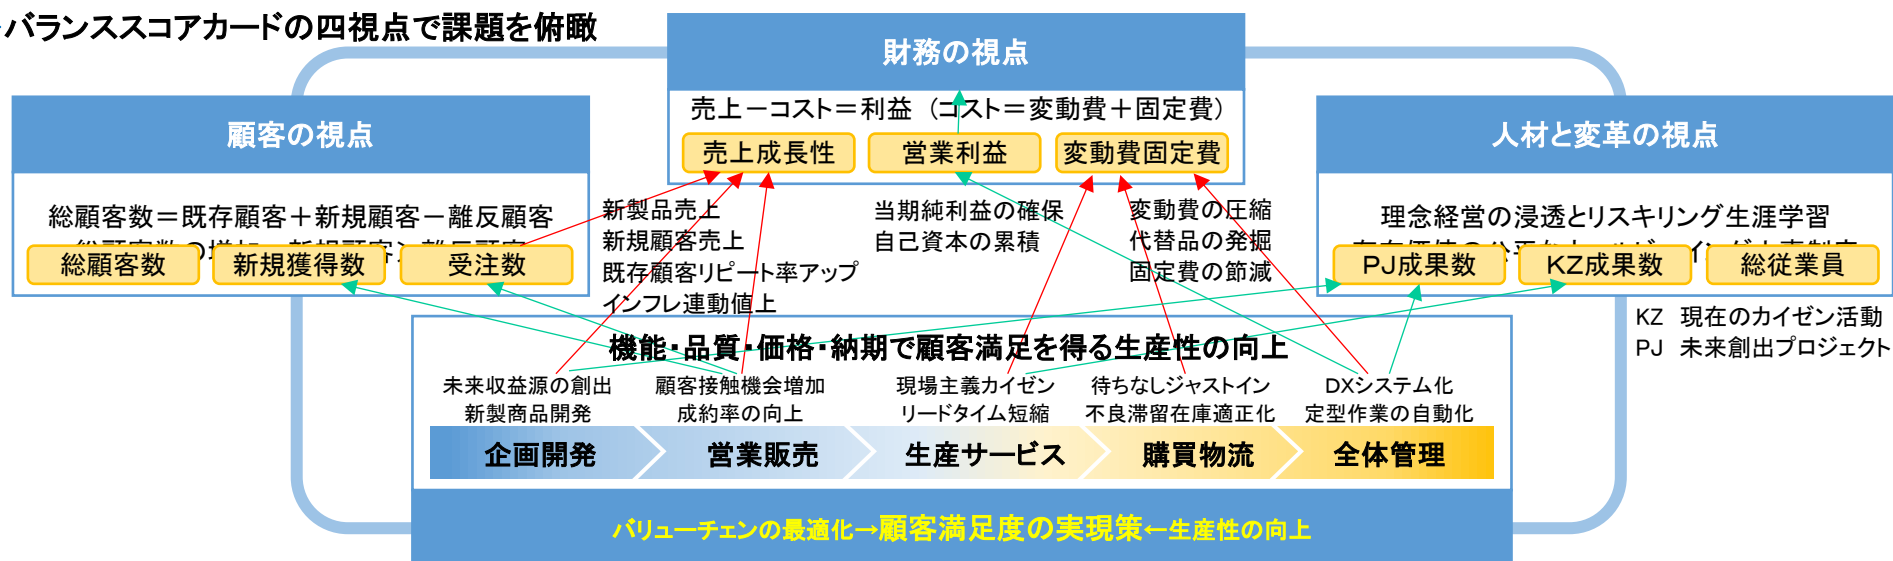 バランススコアカードの四視点で課題を俯瞰
財務の視点
売上－コスト＝利益（コスト＝変動費＋固定費）
売上成長性
営業利益
変動費固定費
新製品売上
新規顧客売上
既存顧客リピート率アップ
インフレ連動値上
当期純利益の確保
自己資本の累積
変動費の圧縮
代替品の発掘
固定費の節減
顧客の視点
総顧客数＝既存顧客＋新規顧客－離反顧客
総顧客数
新規獲得数
受注数
人材と変革の視点
理念経営の浸透とリスキリング生涯学習
PJ成果数
KZ成果数
総従業員
KZ　現在のカイゼン活動
PJ　未来創出プロジェクト
機能・品質・価格・納期で顧客満足を得る生産性の向上
未来収益源の創出
新製商品開発
顧客接触機会増加
成約率の向上
現場主義カイゼン
リードタイム短縮
待ちなしジャストイン
不良滞留在庫適正化
DXシステム化
定型作業の自動化
企画開発
営業販売
生産サービス
購買物流
全体管理
バリューチェンの最適化→顧客満足度の実現策←生産性の向上